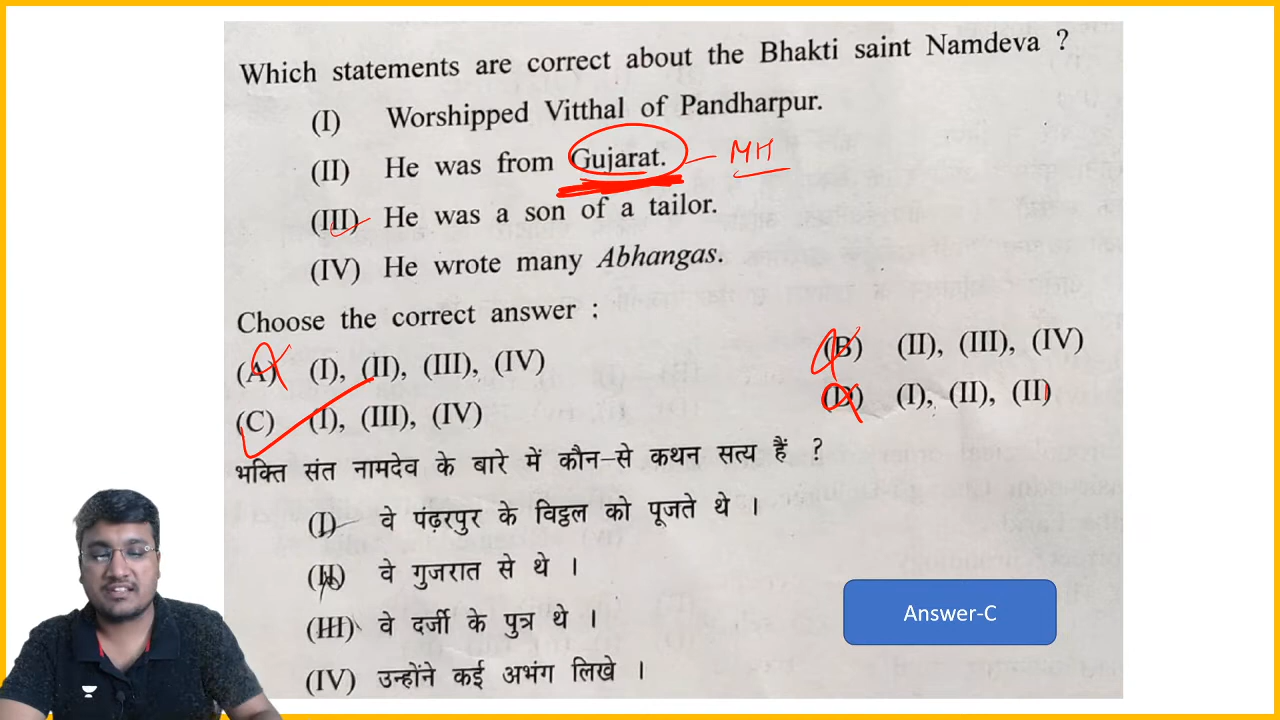 Which statements are correct about the Bhakti saint Namdeva ?
(I) Worshipped Vitthal of Pandharpur.
(II) He was from Gujarat. — MH
(III) He was a son of a tailor.
(IV) He wrote many Abhangas.
Choose the correct answer :
(A) (I), (II), (III), (IV) (B) (II), (III), (IV)
(C) (I), (III), (IV) (D) (I), (II), (II)
भक्ति संत नामदेव के बारे में कौन–से कथन सत्य हैं ?
(I) वे पंढ़रपुर के विट्ठल को पूजते थे ।
(II) वे गुजरात से थे ।
(III) वे दर्जी के पुत्र थे ।
(IV) उन्होंने कई अभंग लिखे ।
Answer-C